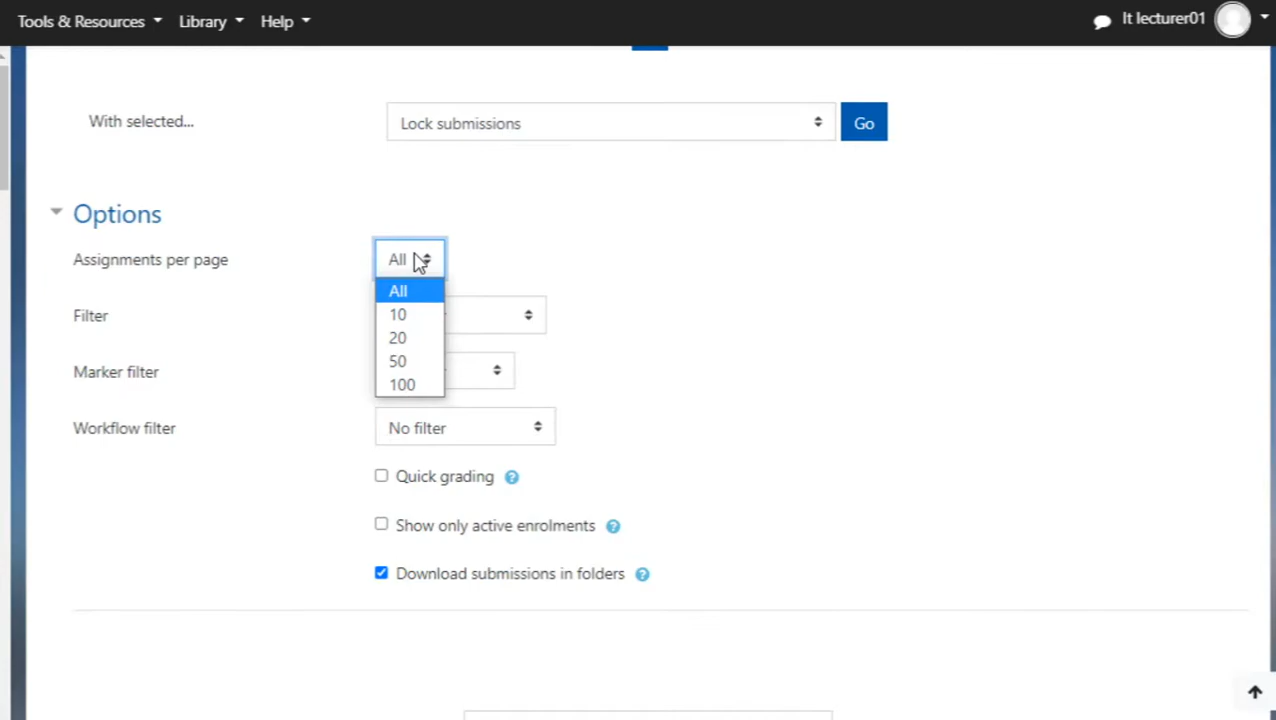 Tools & Resources Library Help lt lecturer01
With selected... Lock submissions Go
Options
Assignments per page All
All
10
Filter
20
50
Marker filter
100
Workflow filter No filter
Quick grading
Show only active enrolments
Download submissions in folders